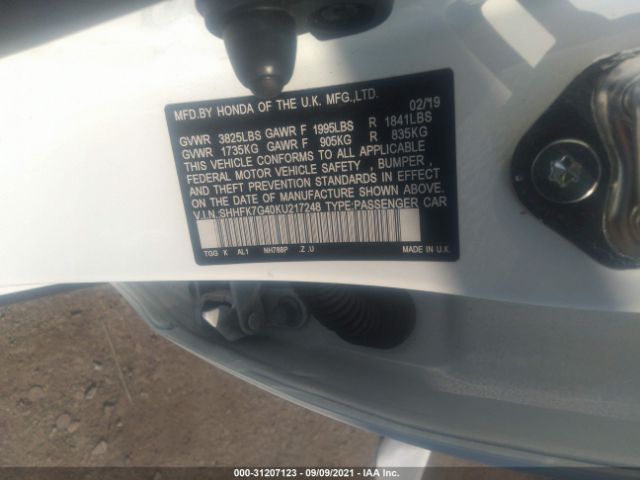 MFD.BY HONDA OF THE U.K. MFG.,LTD. 02/'19
GVWR 3825LBS GAWR F 1995LBS R 1841LBS
GVWR 1735KG GAWR F 905KG R 835KG
THIS VEHICLE CONFORMS TO ALL APPLICABLE
FEDERAL MOTOR VEHICLE SAFETY , BUMPER ,
AND THEFT PREVENTION STANDARDS IN EFFECT
ON THE DATE OF MANUFACTURE SHOWN ABOVE.
V.I.N.:SHHFK7G40KU217248 TYPE:PASSENGER CAR
TGG K AL1 NH788P .Z .U MADE IN U.K.
000-31207123 - 09/09/2021 - IAA Inc.